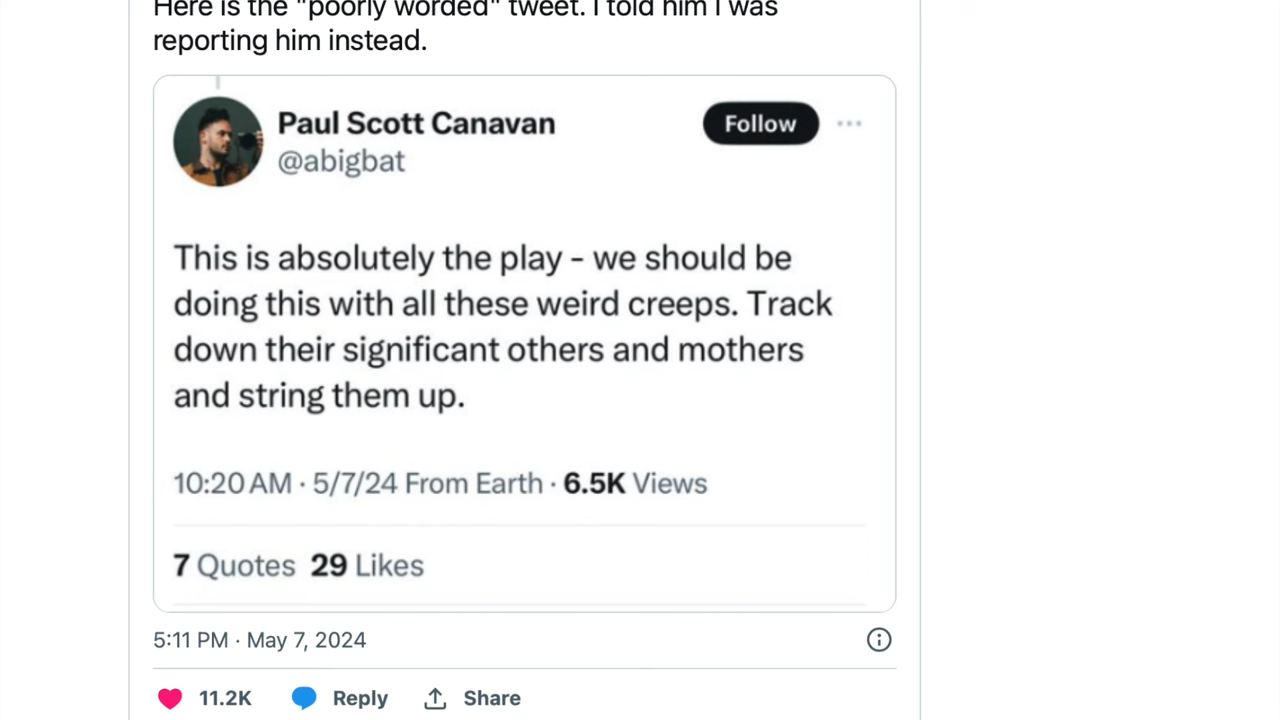 Here is the "poorly worded" tweet. I told him I was
reporting him instead.
Paul Scott Canavan
Follow
@abigbat
This is absolutely the play - we should be
doing this with all these weird creeps. Track
down their significant others and mothers
and string them up.
10:20 AM · 5/7/24 From Earth · 6.5K Views
7 Quotes 29 Likes
5:11 PM · May 7, 2024
11.2K Reply Share